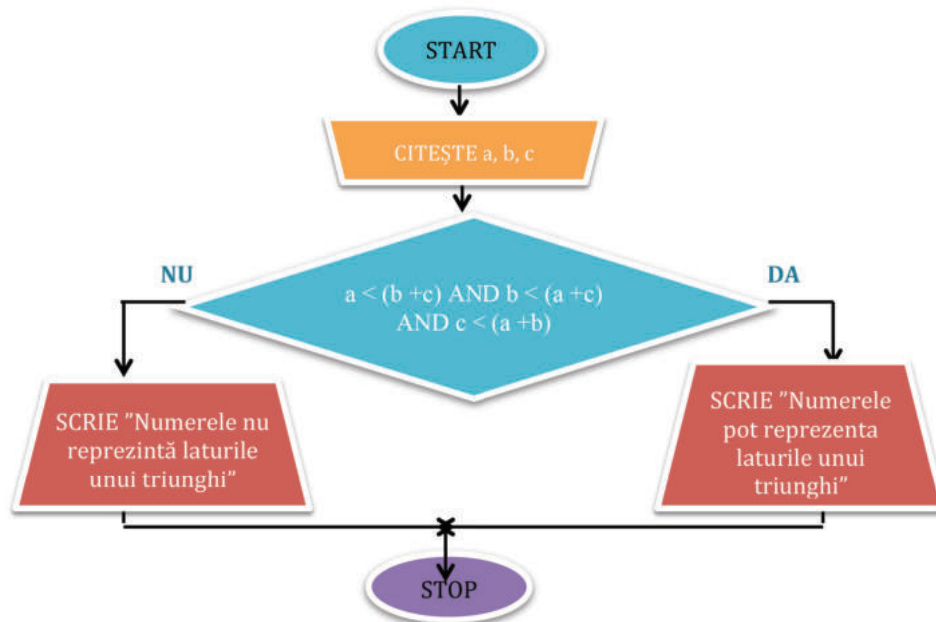 START
CITEŞTE a, b, c
NU
DA
a < (b +c) AND b < (a +c)
AND c < (a +b)
SCRIE ”Numerele nu
reprezintă laturile
unui triunghi”
SCRIE ”Numerele
pot reprezenta
laturile unui
triunghi”
STOP